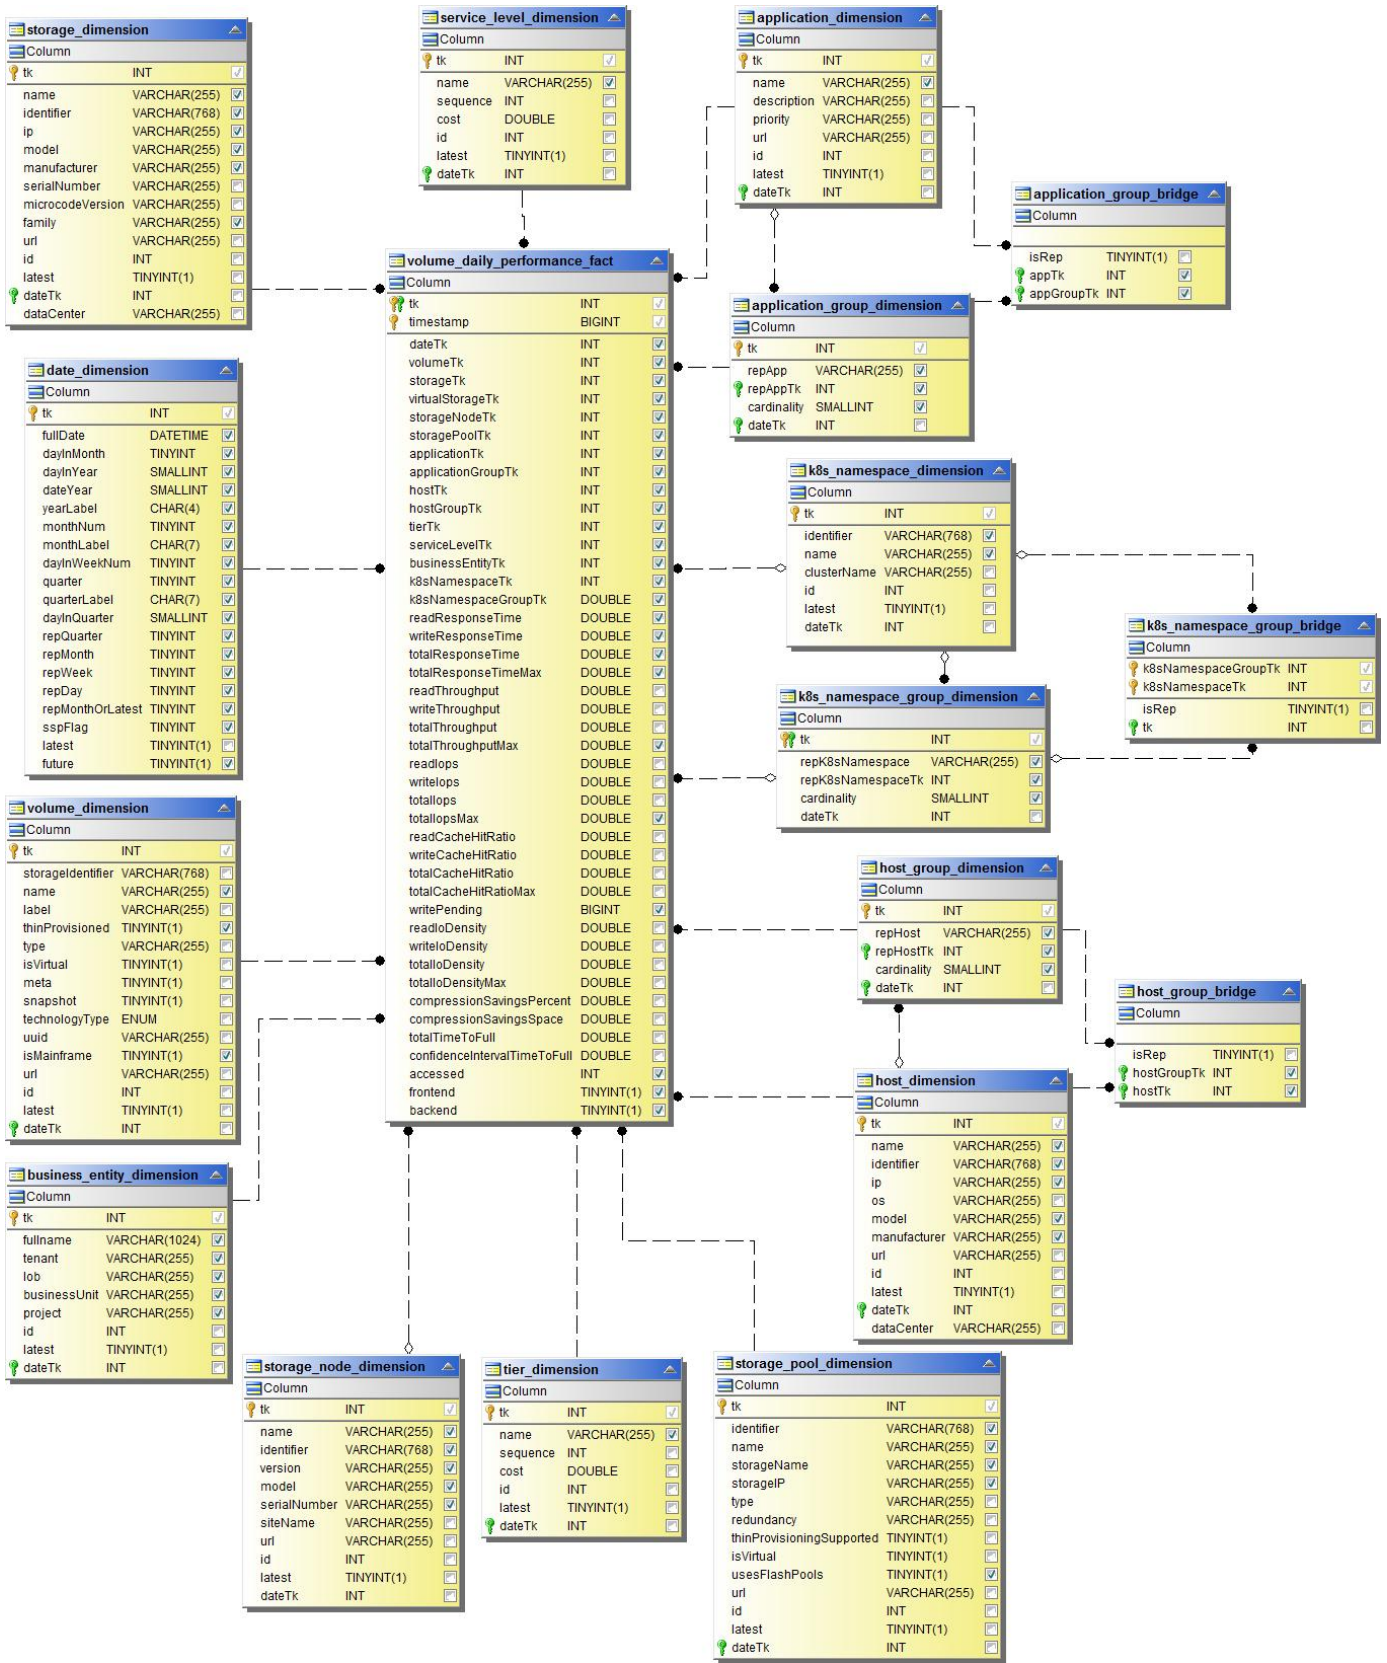 storage_dimension
Column
tk INT
name VARCHAR(255)
identifier VARCHAR(768)
ip VARCHAR(255)
model VARCHAR(255)
manufacturer VARCHAR(255)
serialNumber VARCHAR(255)
microcodeVersion VARCHAR(255)
family VARCHAR(255)
url VARCHAR(255)
id INT
latest TINYINT(1)
dateTk INT
dataCenter VARCHAR(255)
service_level_dimension
Column
tk INT
name VARCHAR(255)
sequence INT
cost DOUBLE
id INT
latest TINYINT(1)
dateTk INT
application_dimension
Column
tk INT
name VARCHAR(255)
description VARCHAR(255)
priority VARCHAR(255)
url VARCHAR(255)
id INT
latest TINYINT(1)
dateTk INT
application_group_bridge
Column
isRep TINYINT(1)
appTk INT
appGroupTk INT
volume_daily_performance_fact
Column
tk INT
timestamp BIGINT
dateTk INT
volumeTk INT
storageTk INT
virtualStorageTk INT
storageNodeTk INT
storagePoolTk INT
applicationTk INT
applicationGroupTk INT
hostTk INT
hostGroupTk INT
tierTk INT
serviceLevelTk INT
businessEntityTk INT
k8sNamespaceTk INT
k8sNamespaceGroupTk DOUBLE
readResponseTime DOUBLE
writeResponseTime DOUBLE
totalResponseTime DOUBLE
totalResponseTimeMax DOUBLE
readThroughput DOUBLE
writeThroughput DOUBLE
totalThroughput DOUBLE
totalThroughputMax DOUBLE
readIops DOUBLE
writeIops DOUBLE
totalIops DOUBLE
totalIopsMax DOUBLE
readCacheHitRatio DOUBLE
writeCacheHitRatio DOUBLE
totalCacheHitRatio DOUBLE
totalCacheHitRatioMax DOUBLE
writePending BIGINT
readIoDensity DOUBLE
writeIoDensity DOUBLE
totalIoDensity DOUBLE
totalIoDensityMax DOUBLE
compressionSavingsPercent DOUBLE
compressionSavingsSpace DOUBLE
totalTimeToFull DOUBLE
confidenceIntervalTimeToFull DOUBLE
accessed INT
frontend TINYINT(1)
backend TINYINT(1)
application_group_dimension
Column
tk INT
repApp VARCHAR(255)
repAppTk INT
cardinality SMALLINT
dateTk INT
date_dimension
Column
tk INT
fullDate DATETIME
dayInMonth TINYINT
dayInYear SMALLINT
dateYear SMALLINT
yearLabel CHAR(4)
monthNum TINYINT
monthLabel CHAR(7)
dayInWeekNum TINYINT
quarter TINYINT
quarterLabel CHAR(7)
dayInQuarter SMALLINT
repQuarter TINYINT
repMonth TINYINT
repWeek TINYINT
repDay TINYINT
repMonthOrLatest TINYINT
sspFlag TINYINT
latest TINYINT(1)
future TINYINT(1)
k8s_namespace_dimension
Column
tk INT
identifier VARCHAR(768)
name VARCHAR(255)
clusterName VARCHAR(255)
id INT
latest TINYINT(1)
dateTk INT
k8s_namespace_group_bridge
Column
k8sNamespaceGroupTk INT
k8sNamespaceTk INT
isRep TINYINT(1)
tk INT
k8s_namespace_group_dimension
Column
tk INT
repK8sNamespace VARCHAR(255)
repK8sNamespaceTk INT
cardinality SMALLINT
dateTk INT
volume_dimension
Column
tk INT
storageIdentifier VARCHAR(768)
name VARCHAR(255)
label VARCHAR(255)
thinProvisioned TINYINT(1)
type VARCHAR(255)
isVirtual TINYINT(1)
meta TINYINT(1)
snapshot TINYINT(1)
technologyType ENUM
uuid VARCHAR(255)
isMainframe TINYINT(1)
url VARCHAR(255)
id INT
latest TINYINT(1)
dateTk INT
host_group_dimension
Column
tk INT
repHost VARCHAR(255)
repHostTk INT
cardinality SMALLINT
dateTk INT
host_group_bridge
Column
isRep TINYINT(1)
hostGroupTk INT
hostTk INT
host_dimension
Column
tk INT
name VARCHAR(255)
identifier VARCHAR(768)
ip VARCHAR(255)
os VARCHAR(255)
model VARCHAR(255)
manufacturer VARCHAR(255)
url VARCHAR(255)
id INT
latest TINYINT(1)
dateTk INT
dataCenter VARCHAR(255)
business_entity_dimension
Column
tk INT
fullname VARCHAR(1024)
tenant VARCHAR(255)
lob VARCHAR(255)
businessUnit VARCHAR(255)
project VARCHAR(255)
id INT
latest TINYINT(1)
dateTk INT
storage_node_dimension
Column
tk INT
name VARCHAR(255)
identifier VARCHAR(768)
version VARCHAR(255)
model VARCHAR(255)
serialNumber VARCHAR(255)
siteName VARCHAR(255)
url VARCHAR(255)
id INT
latest TINYINT(1)
dateTk INT
tier_dimension
Column
tk INT
name VARCHAR(255)
sequence INT
cost DOUBLE
id INT
latest TINYINT(1)
dateTk INT
storage_pool_dimension
Column
tk INT
identifier VARCHAR(768)
name VARCHAR(255)
storageName VARCHAR(255)
storageIP VARCHAR(255)
type VARCHAR(255)
redundancy VARCHAR(255)
thinProvisioningSupported TINYINT(1)
isVirtual TINYINT(1)
usesFlashPools TINYINT(1)
url VARCHAR(255)
id INT
latest TINYINT(1)
dateTk INT